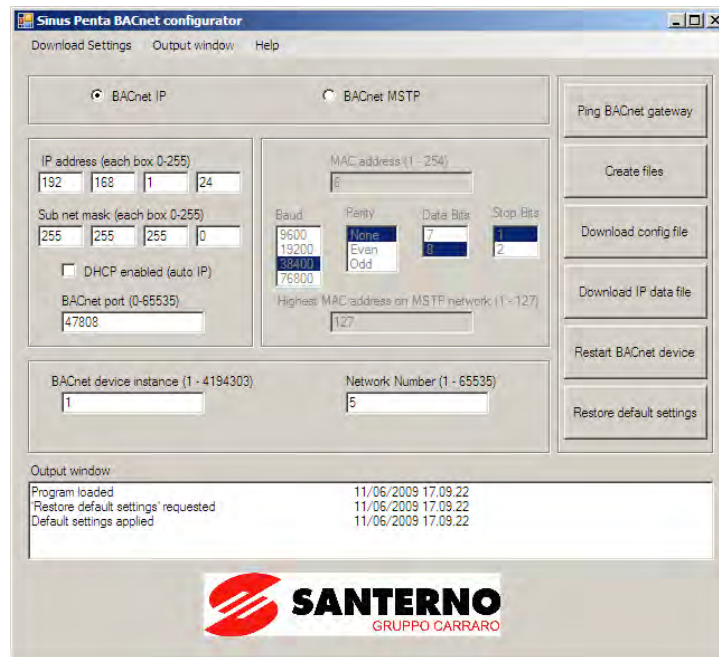 Sinus Penta BACnet configurator
Download Settings Output window Help
BACnet IP BACnet MSTP
Ping BACnet gateway
IP address (each box 0-255)
192 168 1 24
Sub net mask (each box 0-255)
255 255 255 0
DHCP enabled (auto IP)
BACnet port (0-65535)
47808
MAC address (1 - 254)
6
Baud Parity Data Bits Stop Bits
9600 None 7 1
19200 Even 8 2
38400 Odd
76800
Highest MAC address on MSTP network (1 - 127)
127
Create files
Download config file
Download IP data file
Restart BACnet device
Restore default settings
BACnet device instance (1 - 4194303) Network Number (1 - 65535)
1 5
Output window
Program loaded 11/06/2009 17.09.22
'Restore default settings' requested 11/06/2009 17.09.22
Default settings applied 11/06/2009 17.09.22
SANTERNO
GRUPPO CARRARO